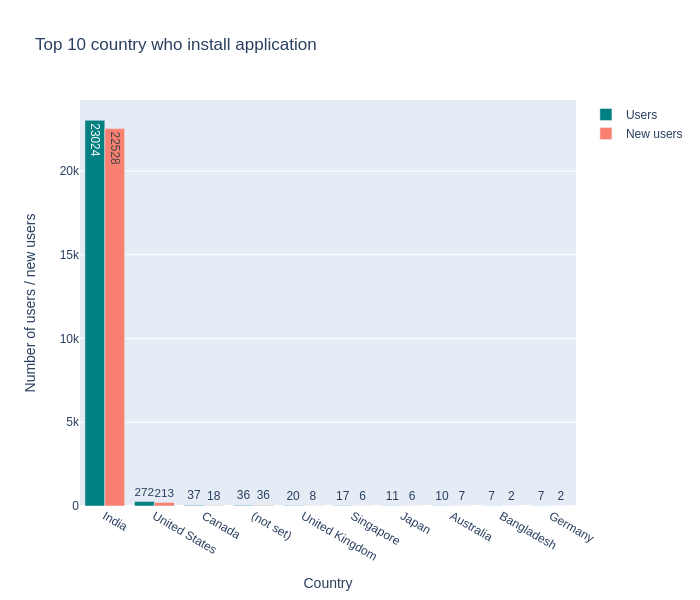 Top 10 country who install application
Users
New users
Number of users / new users
20k
15k
10k
5k
0
23024
22528
272
213
37
18
36
36
20
8
17
6
11
6
10
7
7
2
7
2
India
United States
Canada
(not set)
United Kingdom
Singapore
Japan
Australia
Bangladesh
Germany
Country